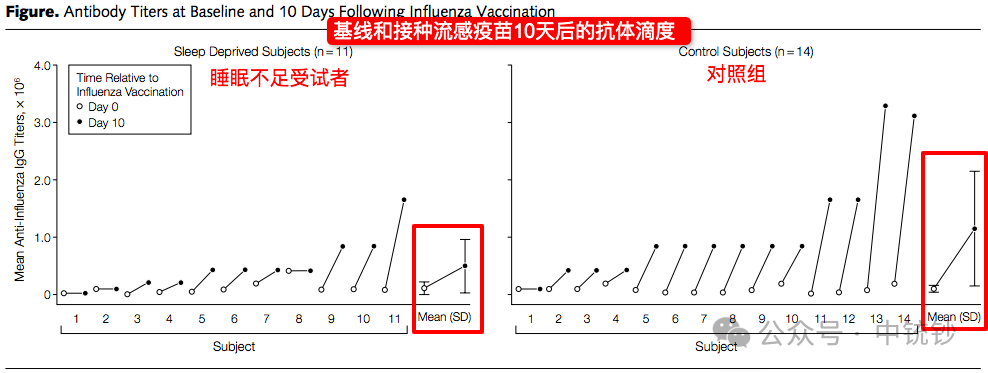 Figure. Antibody Titers at Baseline and 10 Days Following Influenza Vaccination
基线和接种流感疫苗10天后的抗体滴度
Sleep Deprived Subjects (n = 11)
Control Subjects (n = 14)
睡眠不足受试者
对照组
Mean Anti-Influenza IgG Titers, × 10⁶
4.0
3.0
2.0
1.0
0
Time Relative to
Influenza Vaccination
Day 0
Day 10
1 2 3 4 5 6 7 8 9 10 11 Mean (SD)
Subject
1 2 3 4 5 6 7 8 9 10 11 12 13 14 Mean (SD)
Subject
公众号 · 中铳钞